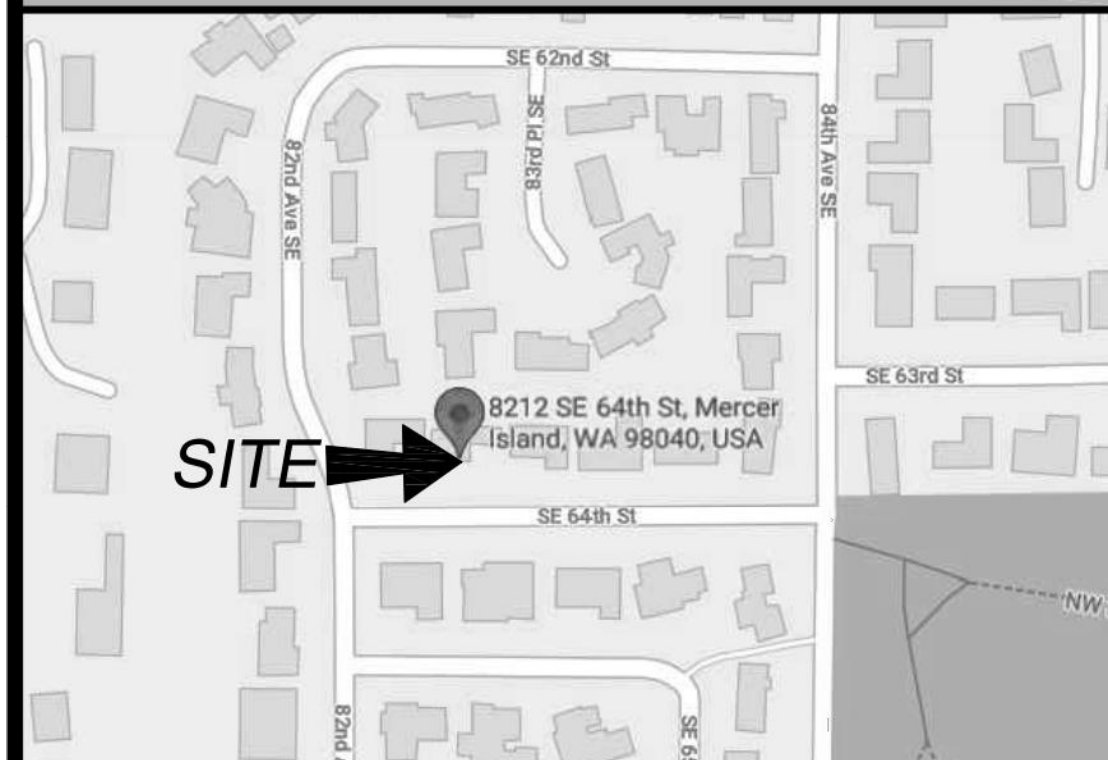 SE 62nd St
83rd Pl SE
82nd Ave SE
84th Ave SE
SE 63rd St
8212 SE 64th St, Mercer
Island, WA 98040, USA
SITE
SE 64th St
NW
82nd
SE